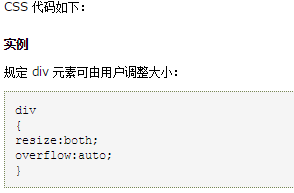 CSS 代码如下：
实例
规定 div 元素可由用户调整大小：
div
{
resize:both;
overflow:auto;
}